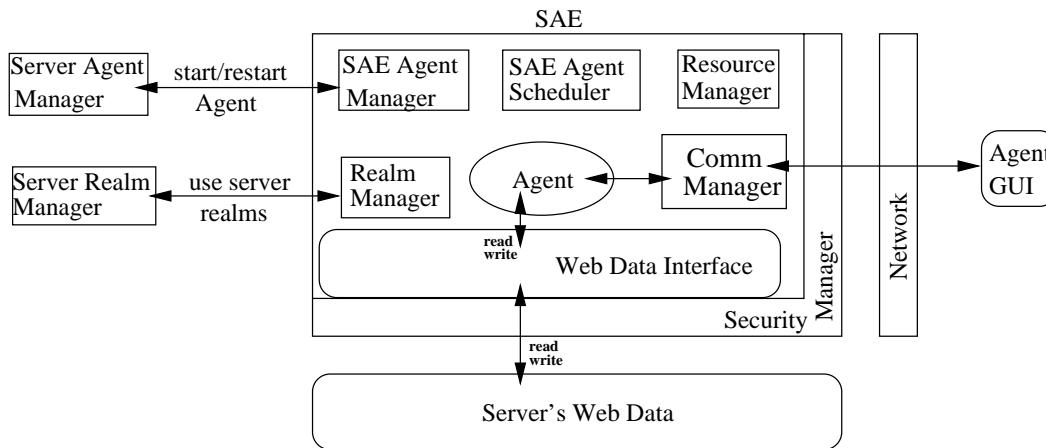 SAE
Server Agent
Manager
start/restart
Agent
SAE Agent
Manager
SAE Agent
Scheduler
Resource
Manager
Server Realm
Manager
use server
realms
Realm
Manager
Agent
Comm
Manager
Agent
GUI
read
write
Web Data Interface
Security
Manager
Network
read
write
Server's Web Data